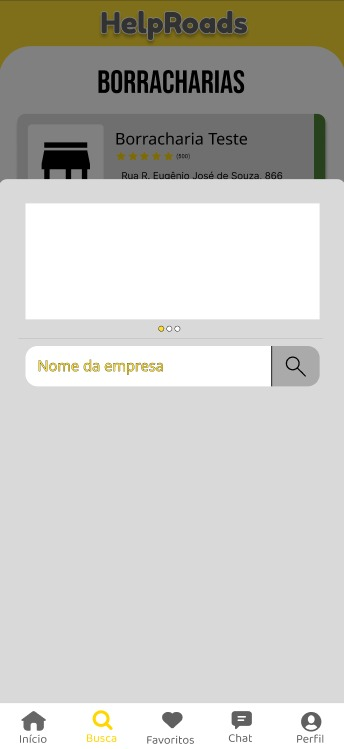 HelpRoads
BORRACHARIAS
Borracharia Teste
(500)
Rua R. Eugênio José de Souza, 866
Nome da empresa
Início
Busca
Favoritos
Chat
Perfil